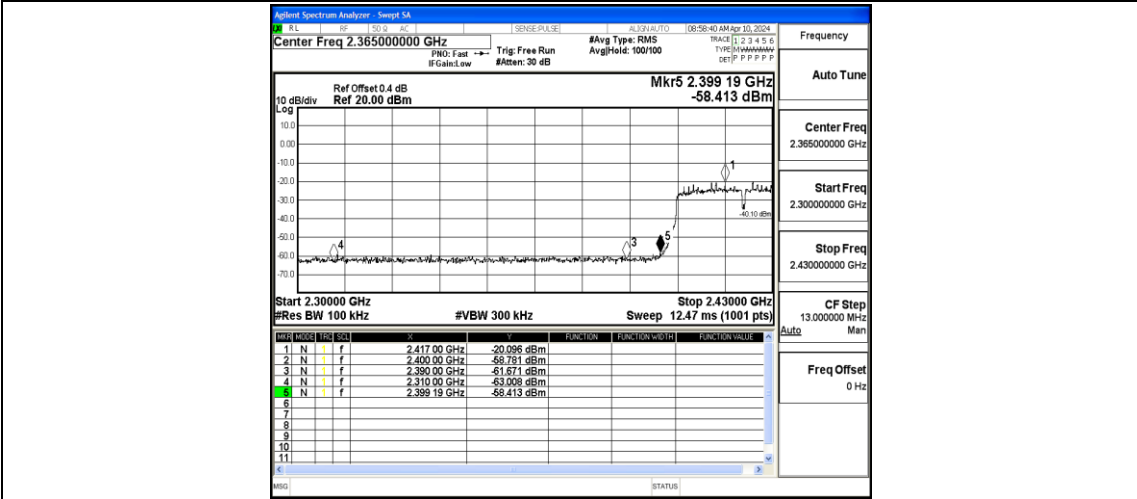 Agilent Spectrum Analyzer - Swept SA
RL RF 50 Ω AC SENSE:PULSE ALIGN AUTO 08:58:40 AM Apr 10, 2024
Center Freq 2.365000000 GHz
PNO: Fast
IFGain:Low
Trig: Free Run
#Atten: 30 dB
#Avg Type: RMS
Avg|Hold: 100/100
TRACE 1 2 3 4 5 6
TYPE
DET P P P P P P
Frequency
Mkr5 2.399 19 GHz
-58.413 dBm
Ref Offset 0.4 dB
10 dB/div Ref 20.00 dBm
Log
10.0
0.00
-10.0
-20.0
-30.0
-40.0
-50.0
-60.0
-70.0
1
-40.10 dBm
3
5
4
Start 2.30000 GHz Stop 2.43000 GHz
#Res BW 100 kHz #VBW 300 kHz Sweep 12.47 ms (1001 pts)
MKR MODE TRC SCL X Y FUNCTION FUNCTION WIDTH FUNCTION VALUE
1 N 1 f 2.417 00 GHz -20.096 dBm
2 N 1 f 2.400 00 GHz -58.781 dBm
3 N 1 f 2.390 00 GHz -61.671 dBm
4 N 1 f 2.310 00 GHz -63.008 dBm
5 N 1 f 2.399 19 GHz -58.413 dBm
6
7
8
9
10
11
MSG STATUS
Auto Tune
Center Freq
2.365000000 GHz
Start Freq
2.300000000 GHz
Stop Freq
2.430000000 GHz
CF Step
13.000000 MHz
Auto Man
Freq Offset
0 Hz